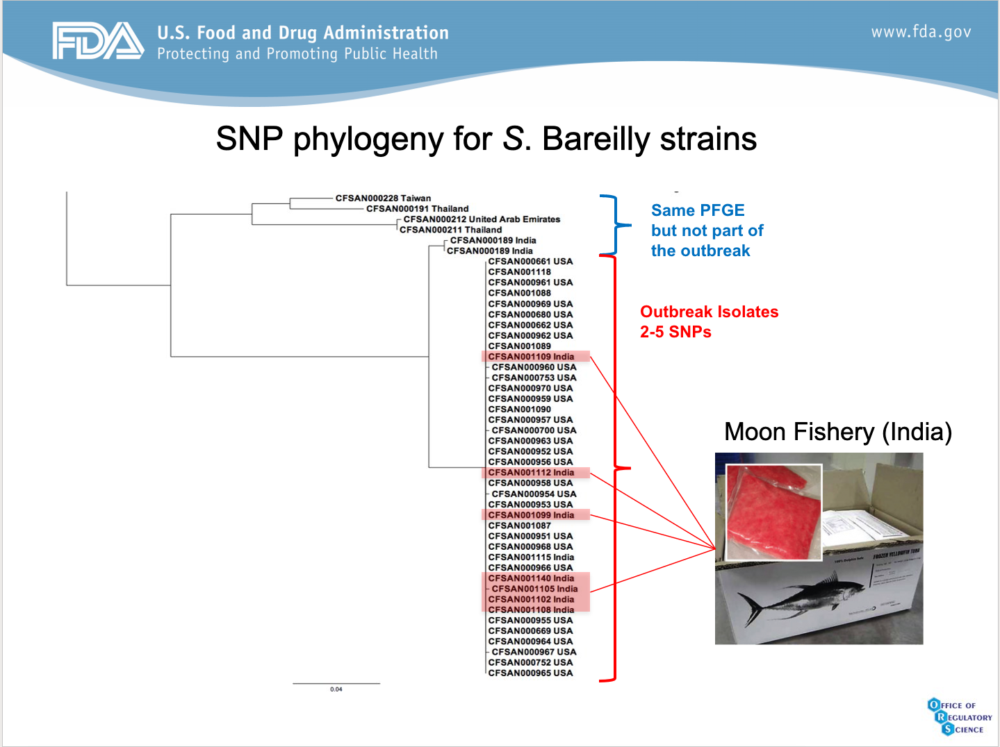 FDA
U.S. Food and Drug Administration
Protecting and Promoting Public Health
www.fda.gov
SNP phylogeny for S. Bareilly strains
CFSAN000228 Taiwan
CFSAN000191 Thailand
CFSAN000212 United Arab Emirates
CFSAN000211 Thailand
CFSAN000189 India
CFSAN000189 India
CFSAN000661 USA
CFSAN001118
CFSAN000961 USA
CFSAN001088
CFSAN000969 USA
CFSAN000680 USA
CFSAN000662 USA
CFSAN000962 USA
CFSAN001089
CFSAN001109 India
CFSAN000960 USA
CFSAN000753 USA
CFSAN000970 USA
CFSAN000959 USA
CFSAN001090
CFSAN000957 USA
CFSAN000700 USA
CFSAN000963 USA
CFSAN000952 USA
CFSAN000956 USA
CFSAN001112 India
CFSAN000958 USA
CFSAN000954 USA
CFSAN000953 USA
CFSAN001099 India
CFSAN001087
CFSAN000951 USA
CFSAN000968 USA
CFSAN001115 India
CFSAN000966 USA
CFSAN001140 India
CFSAN001105 India
CFSAN001102 India
CFSAN001108 India
CFSAN000955 USA
CFSAN000669 USA
CFSAN000964 USA
CFSAN000967 USA
CFSAN000752 USA
CFSAN000965 USA
0.04
Same PFGE
but not part of
the outbreak
Outbreak Isolates
2-5 SNPs
Moon Fishery (India)
100% Dolphin Safe
FROZEN YELLOWFIN TUNA
OFFICE OF
REGULATORY
SCIENCE